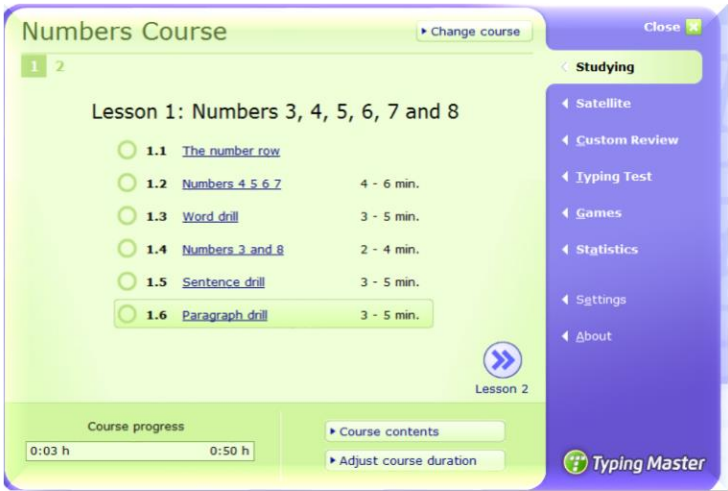 Numbers Course
Change course
1 2
Lesson 1: Numbers 3, 4, 5, 6, 7 and 8
1.1 The number row
1.2 Numbers 4 5 6 7 4 - 6 min.
1.3 Word drill 3 - 5 min.
1.4 Numbers 3 and 8 2 - 4 min.
1.5 Sentence drill 3 - 5 min.
1.6 Paragraph drill 3 - 5 min.
Lesson 2
Course progress
0:03 h 0:50 h
Course contents
Adjust course duration
Close
Studying
Satellite
Custom Review
Typing Test
Games
Statistics
Settings
About
Typing Master